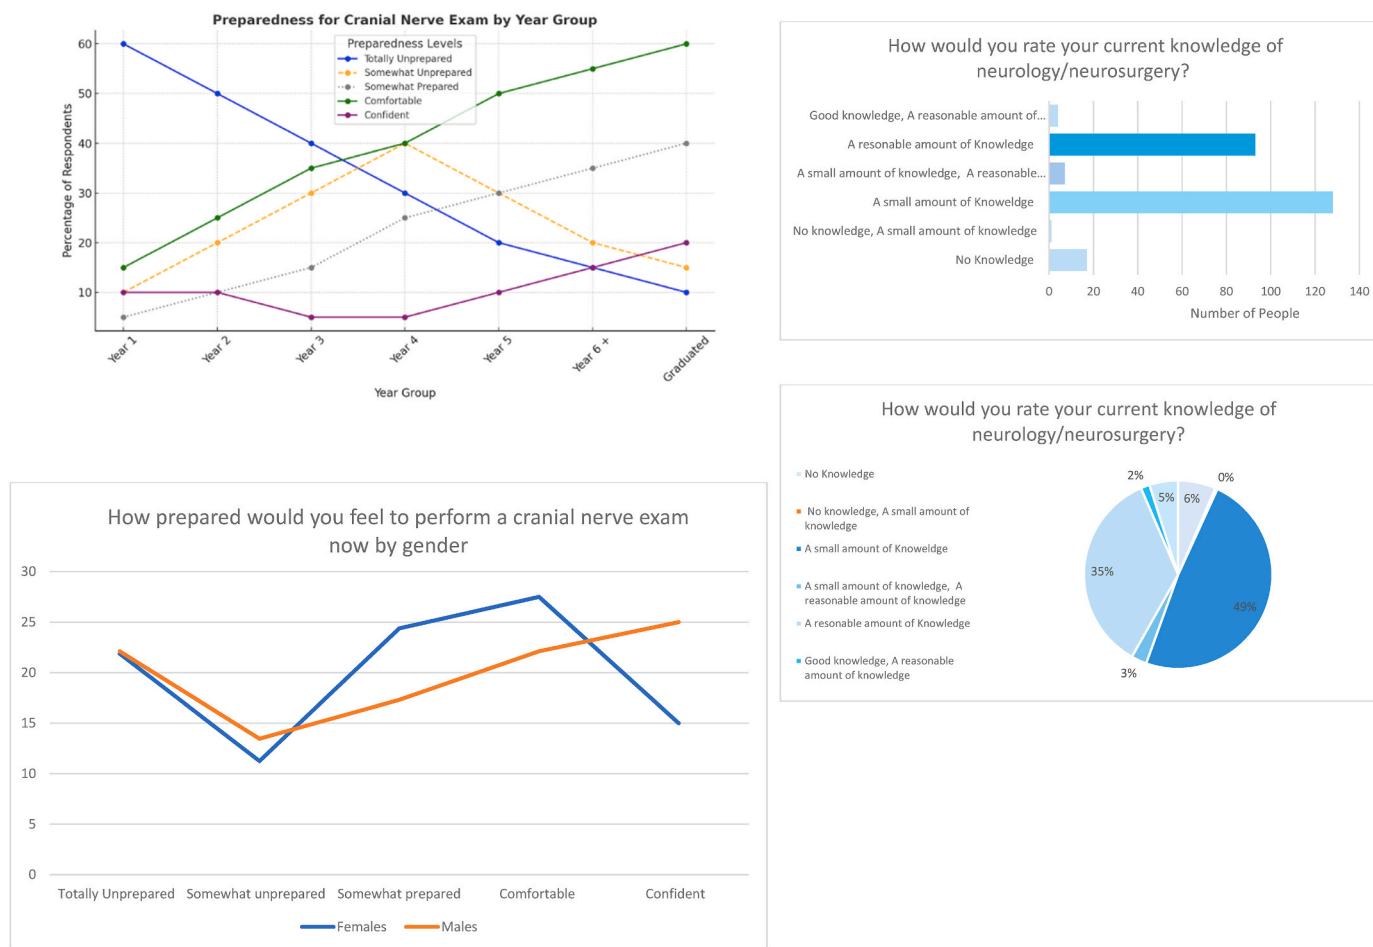 Preparedness for Cranial Nerve Exam by Year Group
Preparedness Levels
Totally Unprepared
Somewhat Unprepared
Somewhat Prepared
Comfortable
Confident
Percentage of Respondents
60
50
40
30
20
10
Year 1
Year 2
Year 3
Year 4
Year 5
Year 6 +
Graduated
Year Group
How would you rate your current knowledge of
neurology/neurosurgery?
Good knowledge, A reasonable amount of...
A resonable amount of Knowledge
A small amount of knowledge, A reasonable...
A small amount of Knoweldge
No knowledge, A small amount of knowledge
No Knowledge
0 20 40 60 80 100 120 140
Number of People
How would you rate your current knowledge of
neurology/neurosurgery?
No Knowledge
No knowledge, A small amount of
knowledge
A small amount of Knoweldge
A small amount of knowledge, A
reasonable amount of knowledge
A resonable amount of Knowledge
Good knowledge, A reasonable
amount of knowledge
2%
5%
6%
0%
35%
49%
3%
How prepared would you feel to perform a cranial nerve exam
now by gender
30
25
20
15
10
5
0
Totally Unprepared Somewhat unprepared Somewhat prepared Comfortable Confident
Females Males